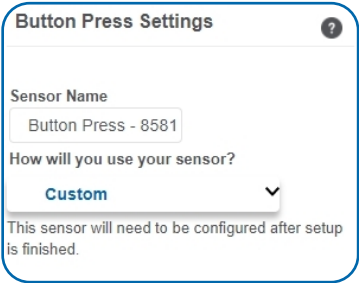 Button Press Settings
?
Sensor Name
Button Press - 8581
How will you use your sensor?
Custom
This sensor will need to be configured after setup
is finished.